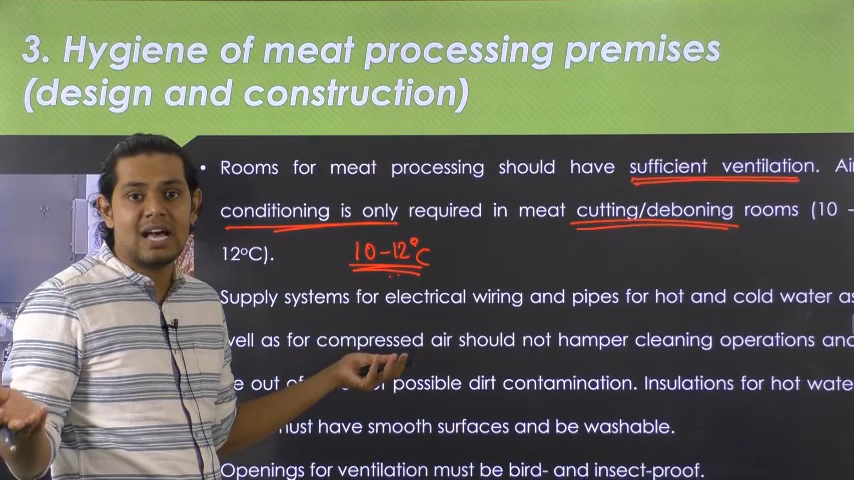 3. Hygiene of meat processing premises
(design and construction)
• Rooms for meat processing should have sufficient ventilation. Air
conditioning is only required in meat cutting/deboning rooms (10 –
12ºC).
10-12°C
Supply systems for electrical wiring and pipes for hot and cold water as
well as for compressed air should not hamper cleaning operations and
out of possible dirt contamination. Insulations for hot water
must have smooth surfaces and be washable.
Openings for ventilation must be bird- and insect-proof.